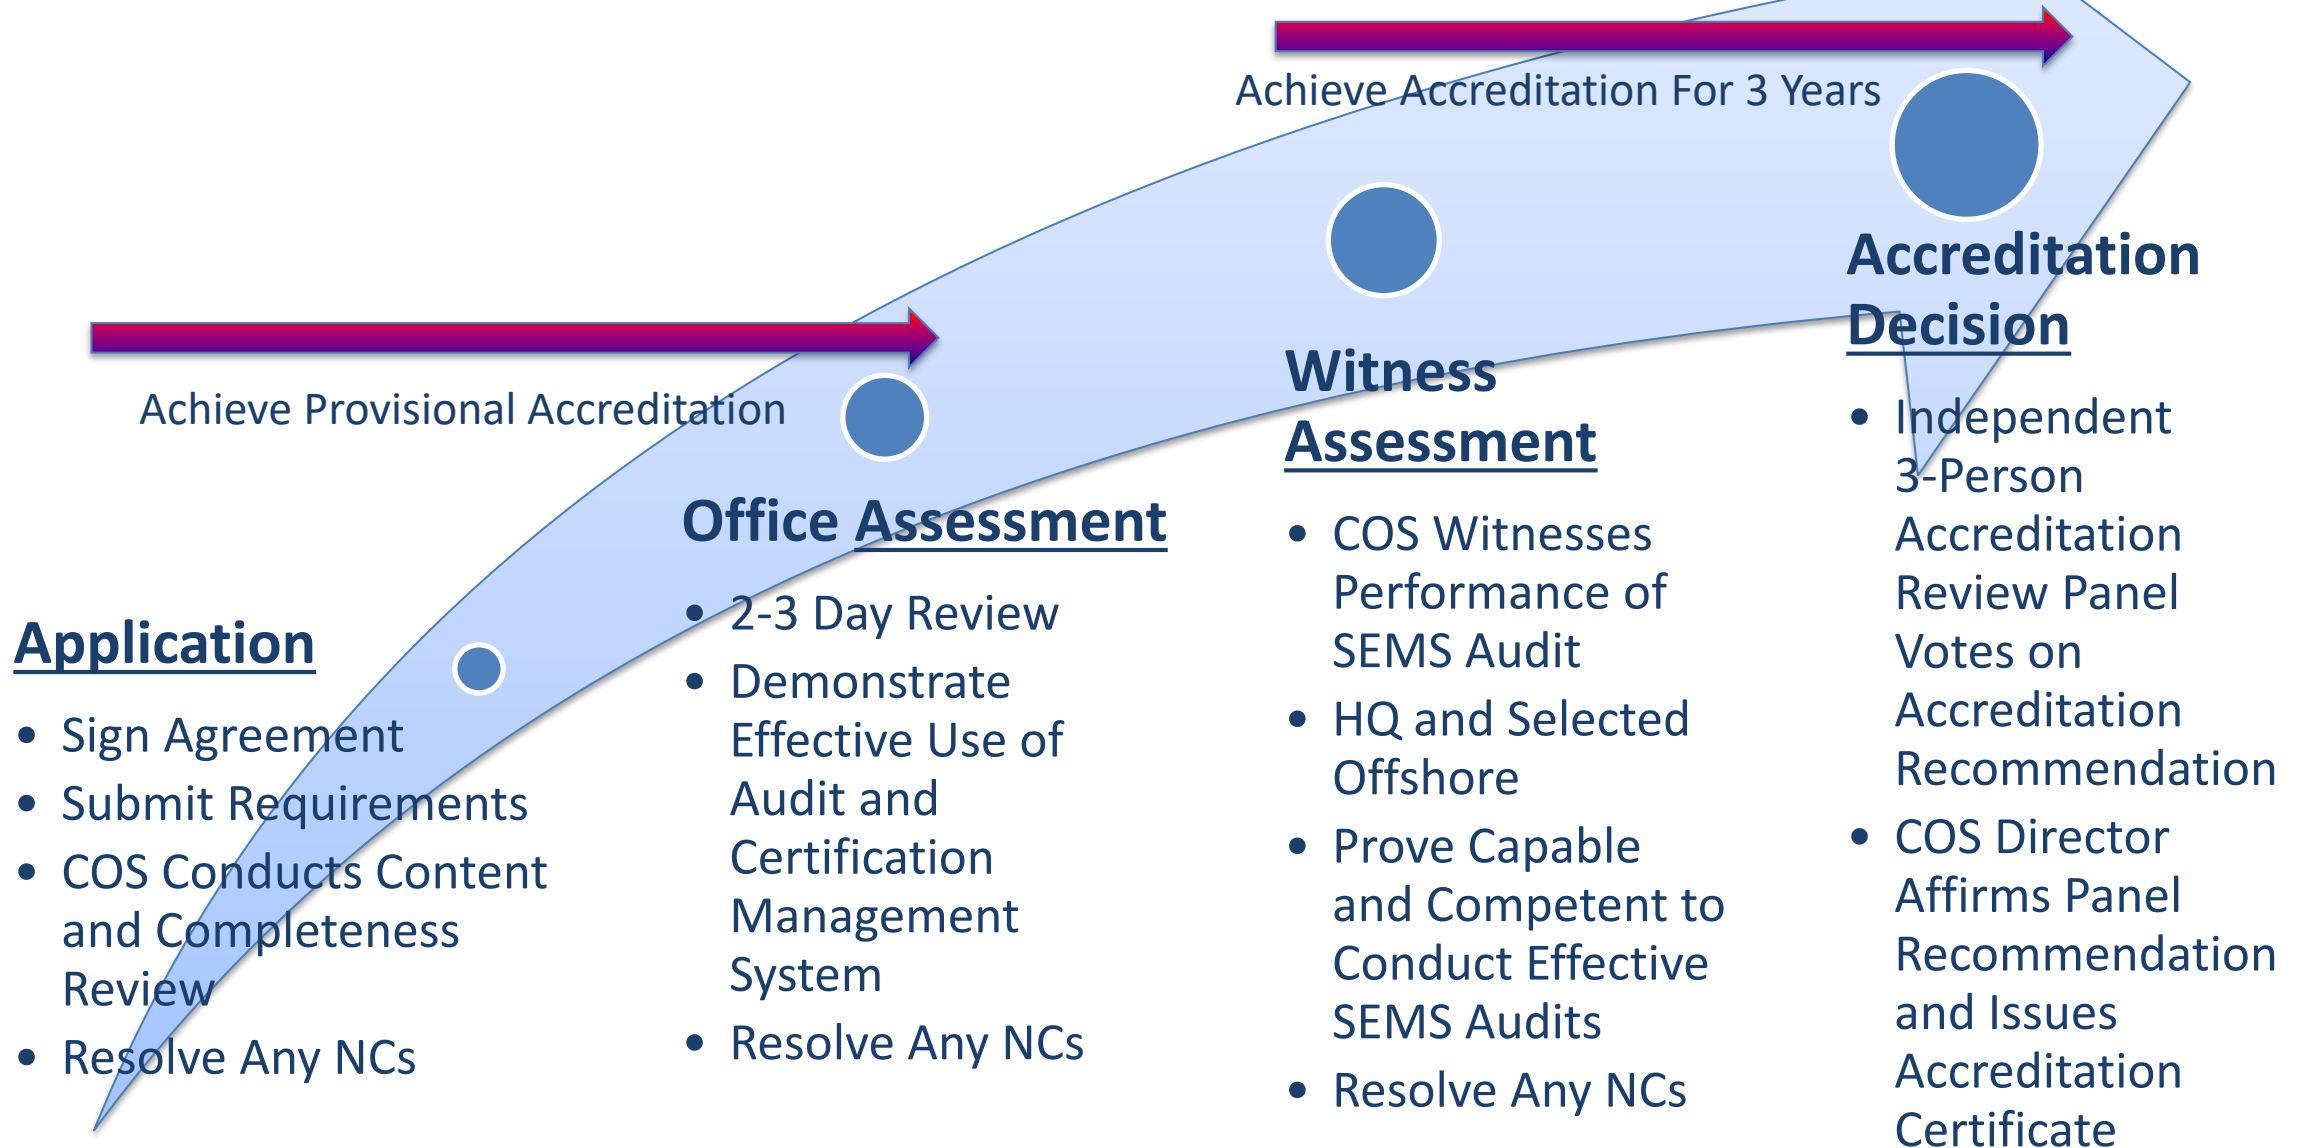 Achieve Accreditation For 3 Years
Achieve Provisional Accreditation
Application
• Sign Agreement
• Submit Requirements
• COS Conducts Content
and Completeness
Review
• Resolve Any NCs
Office Assessment
• 2-3 Day Review
• Demonstrate
Effective Use of
Audit and
Certification
Management
System
• Resolve Any NCs
Witness
Assessment
• COS Witnesses
Performance of
SEMS Audit
• HQ and Selected
Offshore
• Prove Capable
and Competent to
Conduct Effective
SEMS Audits
• Resolve Any NCs
Accreditation
Decision
• Independent
3-Person
Accreditation
Review Panel
Votes on
Accreditation
Recommendation
• COS Director
Affirms Panel
Recommendation
and Issues
Accreditation
Certificate